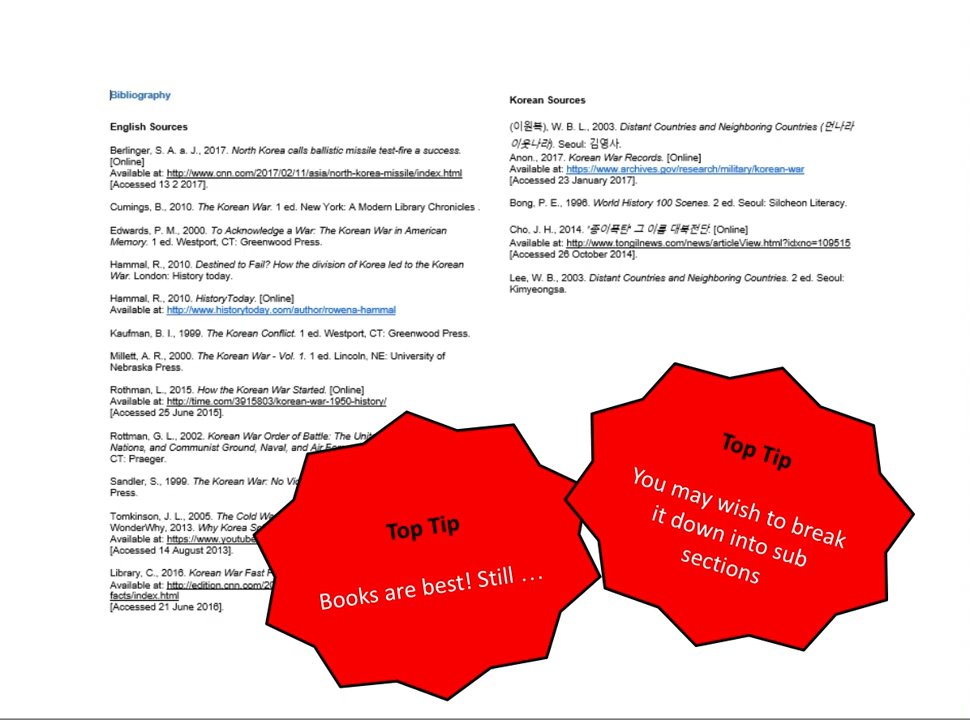 Bibliography
English Sources
Berlinger, S. A. a. J., 2017. North Korea calls ballistic missile test-fire a success.
[Online]
Available at: http://www.cnn.com/2017/02/11/asia/north-korea-missile/index.html
[Accessed 13 2 2017].
Cumings, B., 2010. The Korean War. 1 ed. New York: A Modern Library Chronicles .
Edwards, P. M., 2000. To Acknowledge a War: The Korean War in American
Memory. 1 ed. Westport, CT: Greenwood Press.
Hammal, R., 2010. Destined to Fail? How the division of Korea led to the Korean
War. London: History today.
Hammal, R., 2010. HistoryToday. [Online]
Available at: http://www.historytoday.com/author/rowena-hammal
Kaufman, B. I., 1999. The Korean Conflict. 1 ed. Westport, CT: Greenwood Press.
Millett, A. R., 2000. The Korean War - Vol. 1. 1 ed. Lincoln, NE: University of
Nebraska Press.
Rothman, L., 2015. How the Korean War Started. [Online]
Available at: http://time.com/3915803/korean-war-1950-history/
[Accessed 25 June 2015].
Rottman, G. L., 2002. Korean War Order of Battle: The
Nations, and Communist Ground, Naval, and Air
CT: Praeger.
Sandler, S., 1999. The Korean War: No
Press.
Tomkinson, J. L., 2005. The Cold
WonderWhy, 2013. Why Korea
Available at: https://www.youtube
[Accessed 14 August 2013].
Library, C., 2016. Korean War Fast
Available at: http://edition.cnn.com/20
facts/index.html
[Accessed 21 June 2016].
Korean Sources
(이원복), W. B. L., 2003. Distant Countries and Neighboring Countries (먼나라
이웃나라). Seoul: 김영사.
Anon., 2017. Korean War Records. [Online]
Available at: https://www.archives.gov/research/military/korean-war
[Accessed 23 January 2017].
Bong, P. E., 1996. World History 100 Scenes. 2 ed. Seoul: Silcheon Literacy.
Cho, J. H., 2014. '종이폭탄' 그 이름 대북전단. [Online]
Available at: http://www.tongilnews.com/news/articleView.html?idxno=109515
[Accessed 26 October 2014].
Lee, W. B., 2003. Distant Countries and Neighboring Countries. 2 ed. Seoul:
Kimyeongsa.
Top Tip
Books are best! Still …
Top Tip
You may wish to break
it down into sub
sections